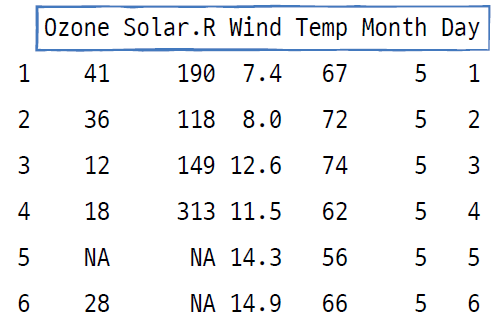 Ozone Solar.R Wind Temp Month Day
1 41 190 7.4 67 5 1
2 36 118 8.0 72 5 2
3 12 149 12.6 74 5 3
4 18 313 11.5 62 5 4
5 NA NA 14.3 56 5 5
6 28 NA 14.9 66 5 6